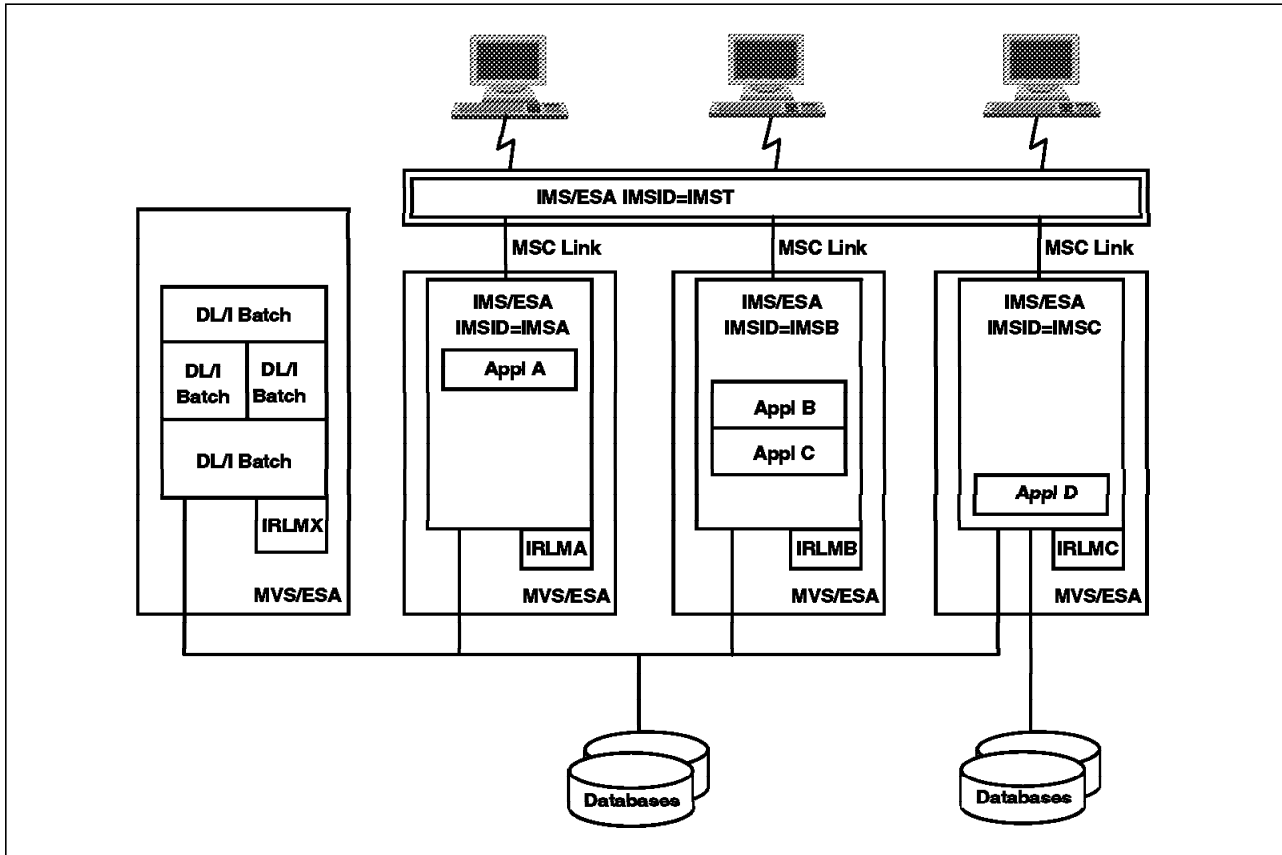 IMS/ESA IMSID=IMST
MSC Link
MSC Link
MSC Link
DL/I Batch
DL/I
Batch
DL/I
Batch
DL/I Batch
IRLMX
MVS/ESA
IMS/ESA
IMSID=IMSA
Appl A
IRLMA
MVS/ESA
IMS/ESA
IMSID=IMSB
Appl B
Appl C
IRLMB
MVS/ESA
IMS/ESA
IMSID=IMSC
Appl D
IRLMC
MVS/ESA
Databases
Databases